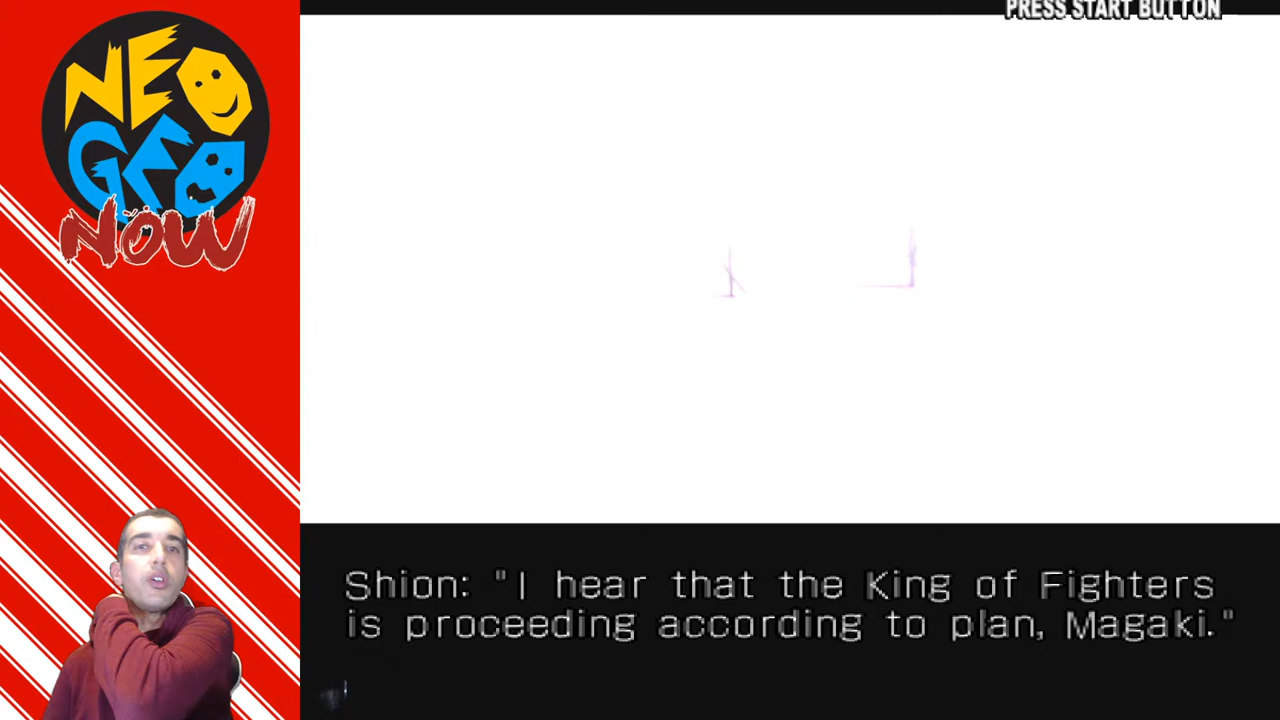 PRESS START BUTTON
NEO
GEO
NOW
Shion: "I hear that the King of Fighters
is proceeding according to plan, Magaki."